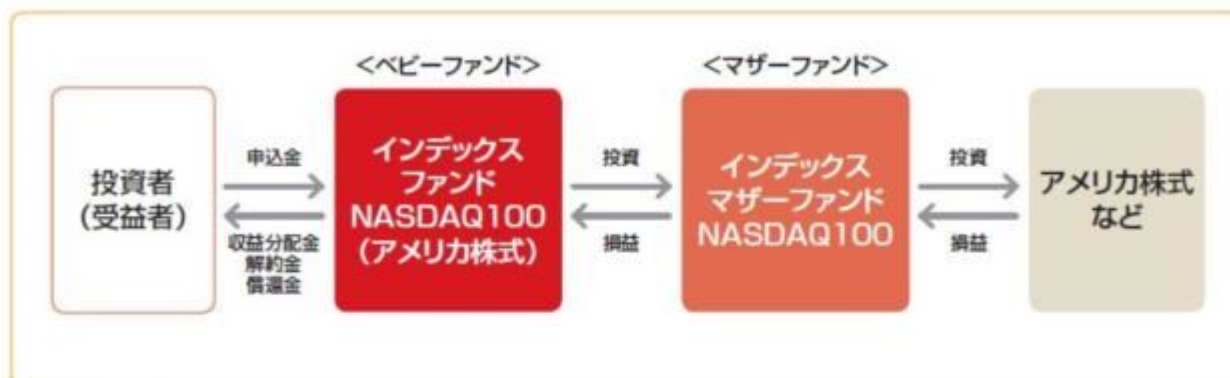 ＜ベビーファンド＞
＜マザーファンド＞
投資者
（受益者）
申込金
収益分配金
解約金
償還金
インデックス
ファンド
NASDAQ100
（アメリカ株式）
投資
損益
インデックス
マザーファンド
NASDAQ100
投資
損益
アメリカ株式
など